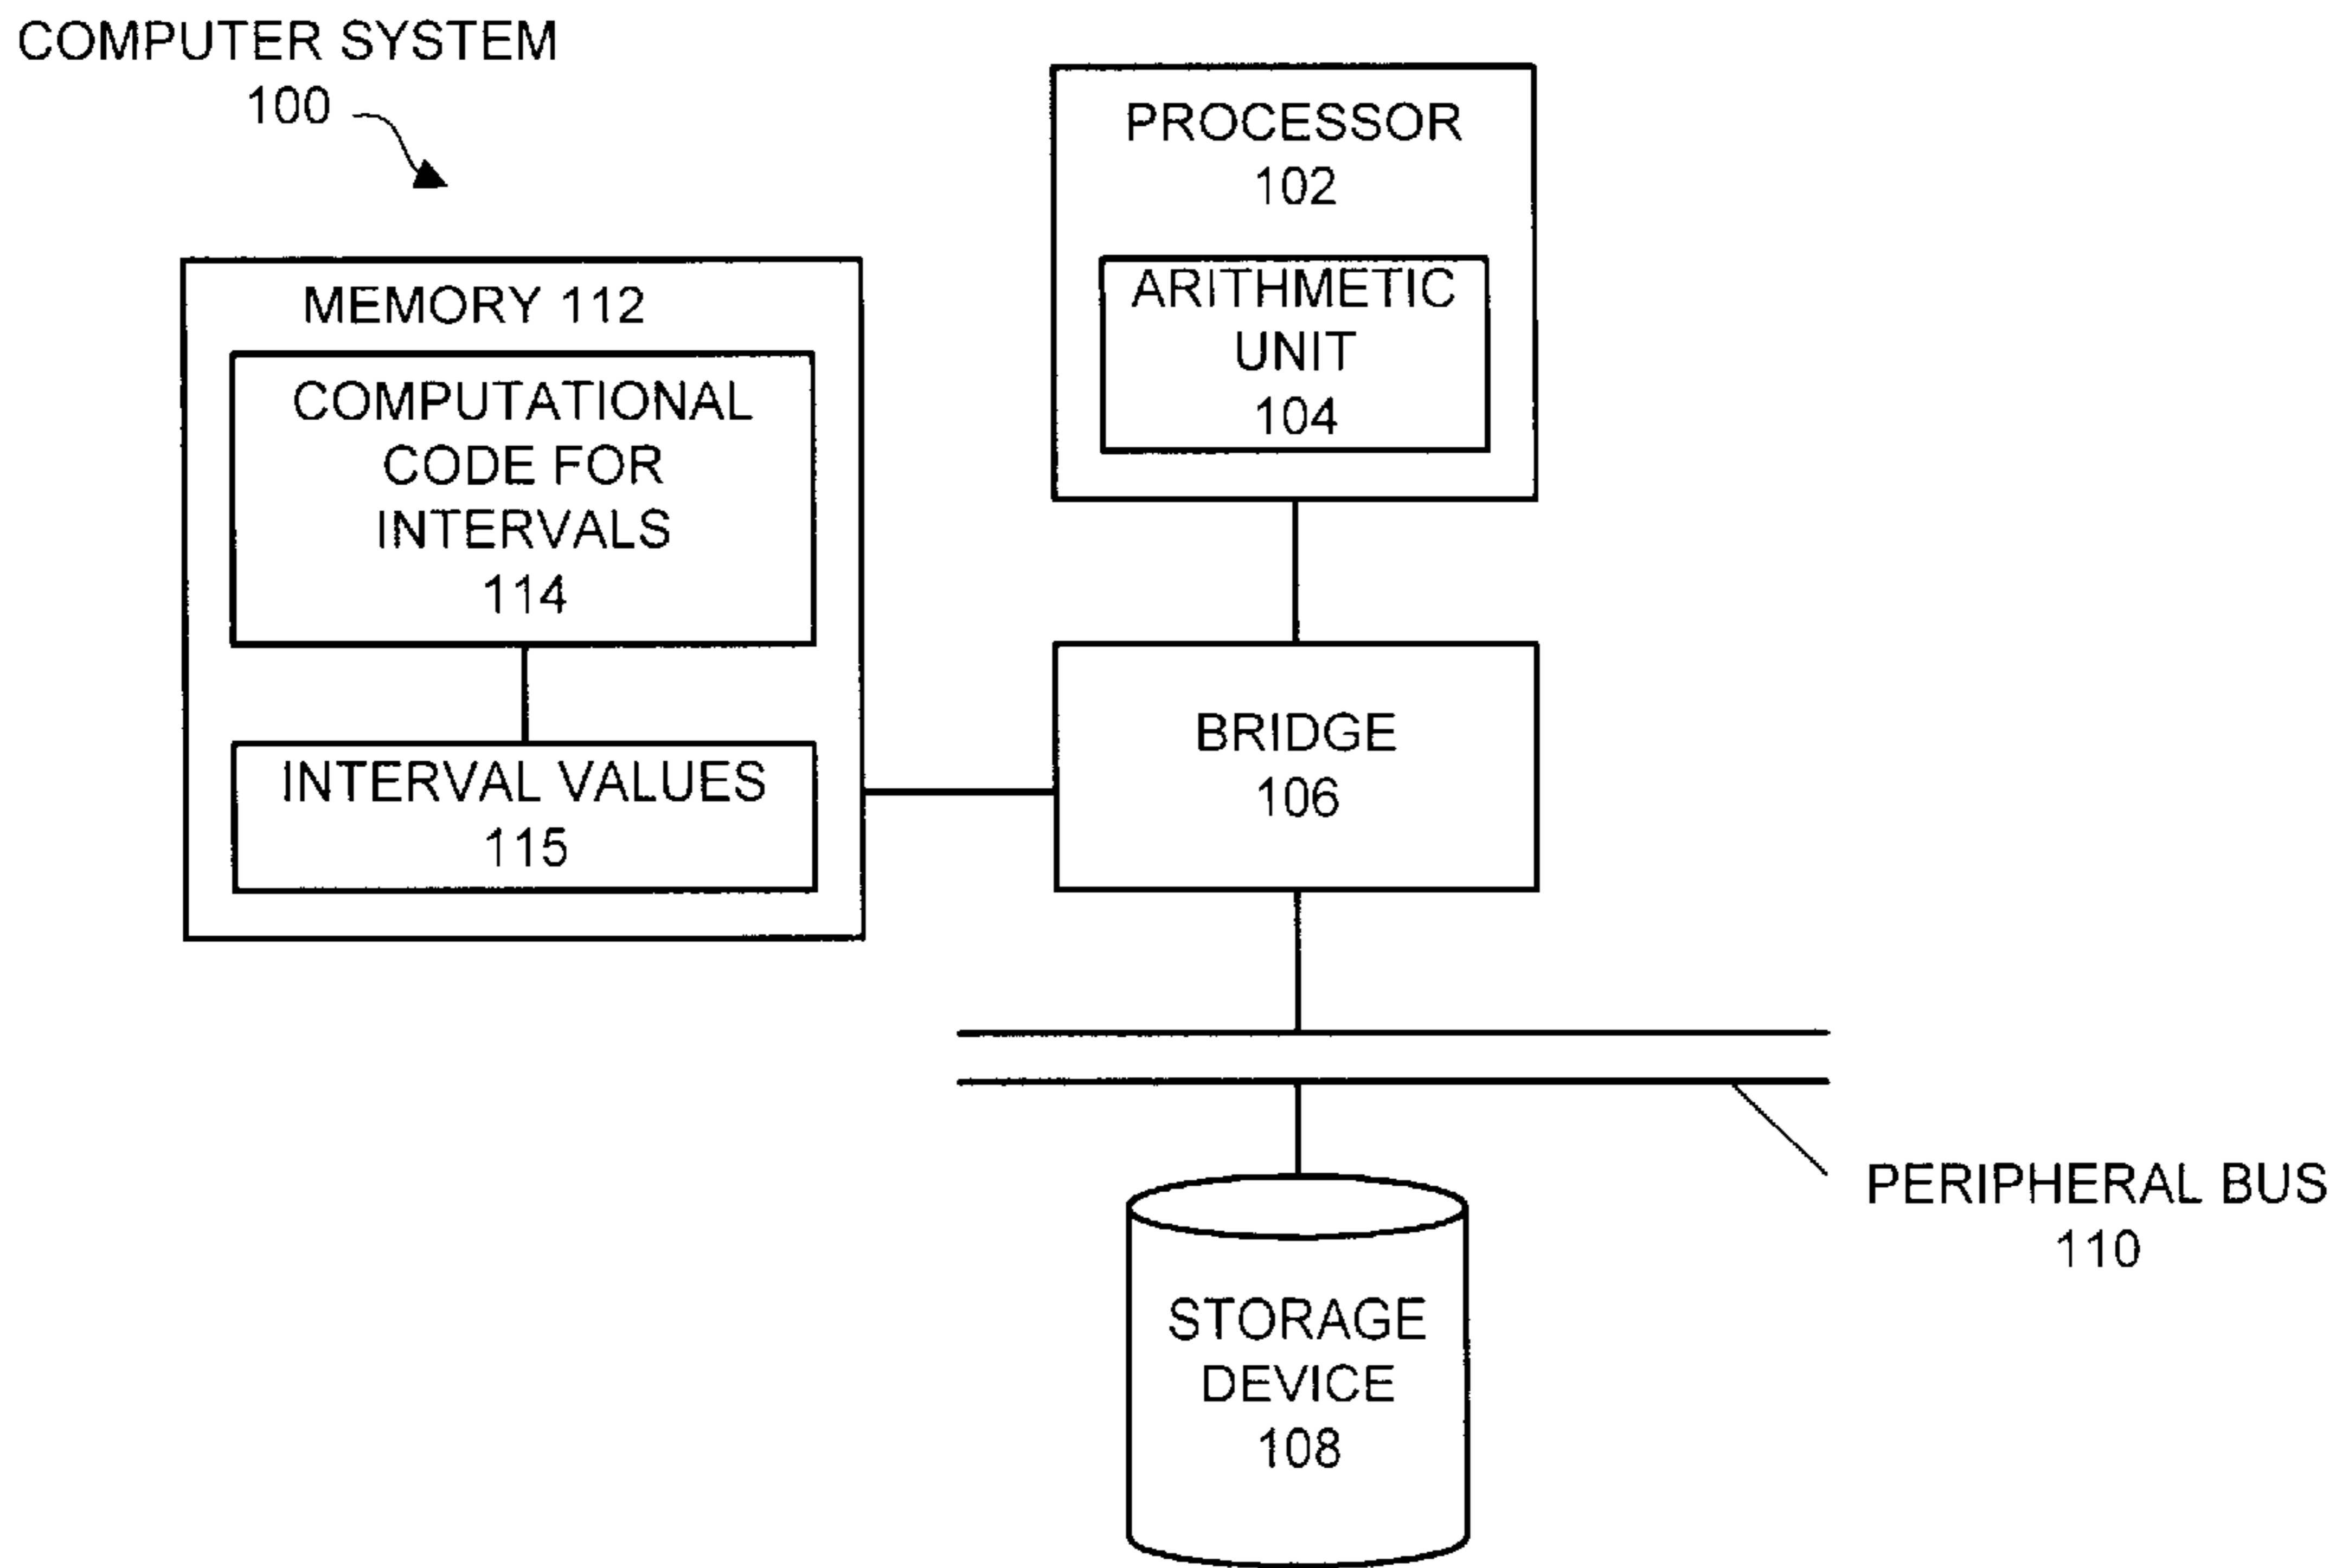 COMPUTER SYSTEM
100
PROCESSOR
102
ARITHMETIC
UNIT
104
MEMORY 112
COMPUTATIONAL
CODE FOR
INTERVALS
114
INTERVAL VALUES
115
BRIDGE
106
PERIPHERAL BUS
110
STORAGE
DEVICE
108